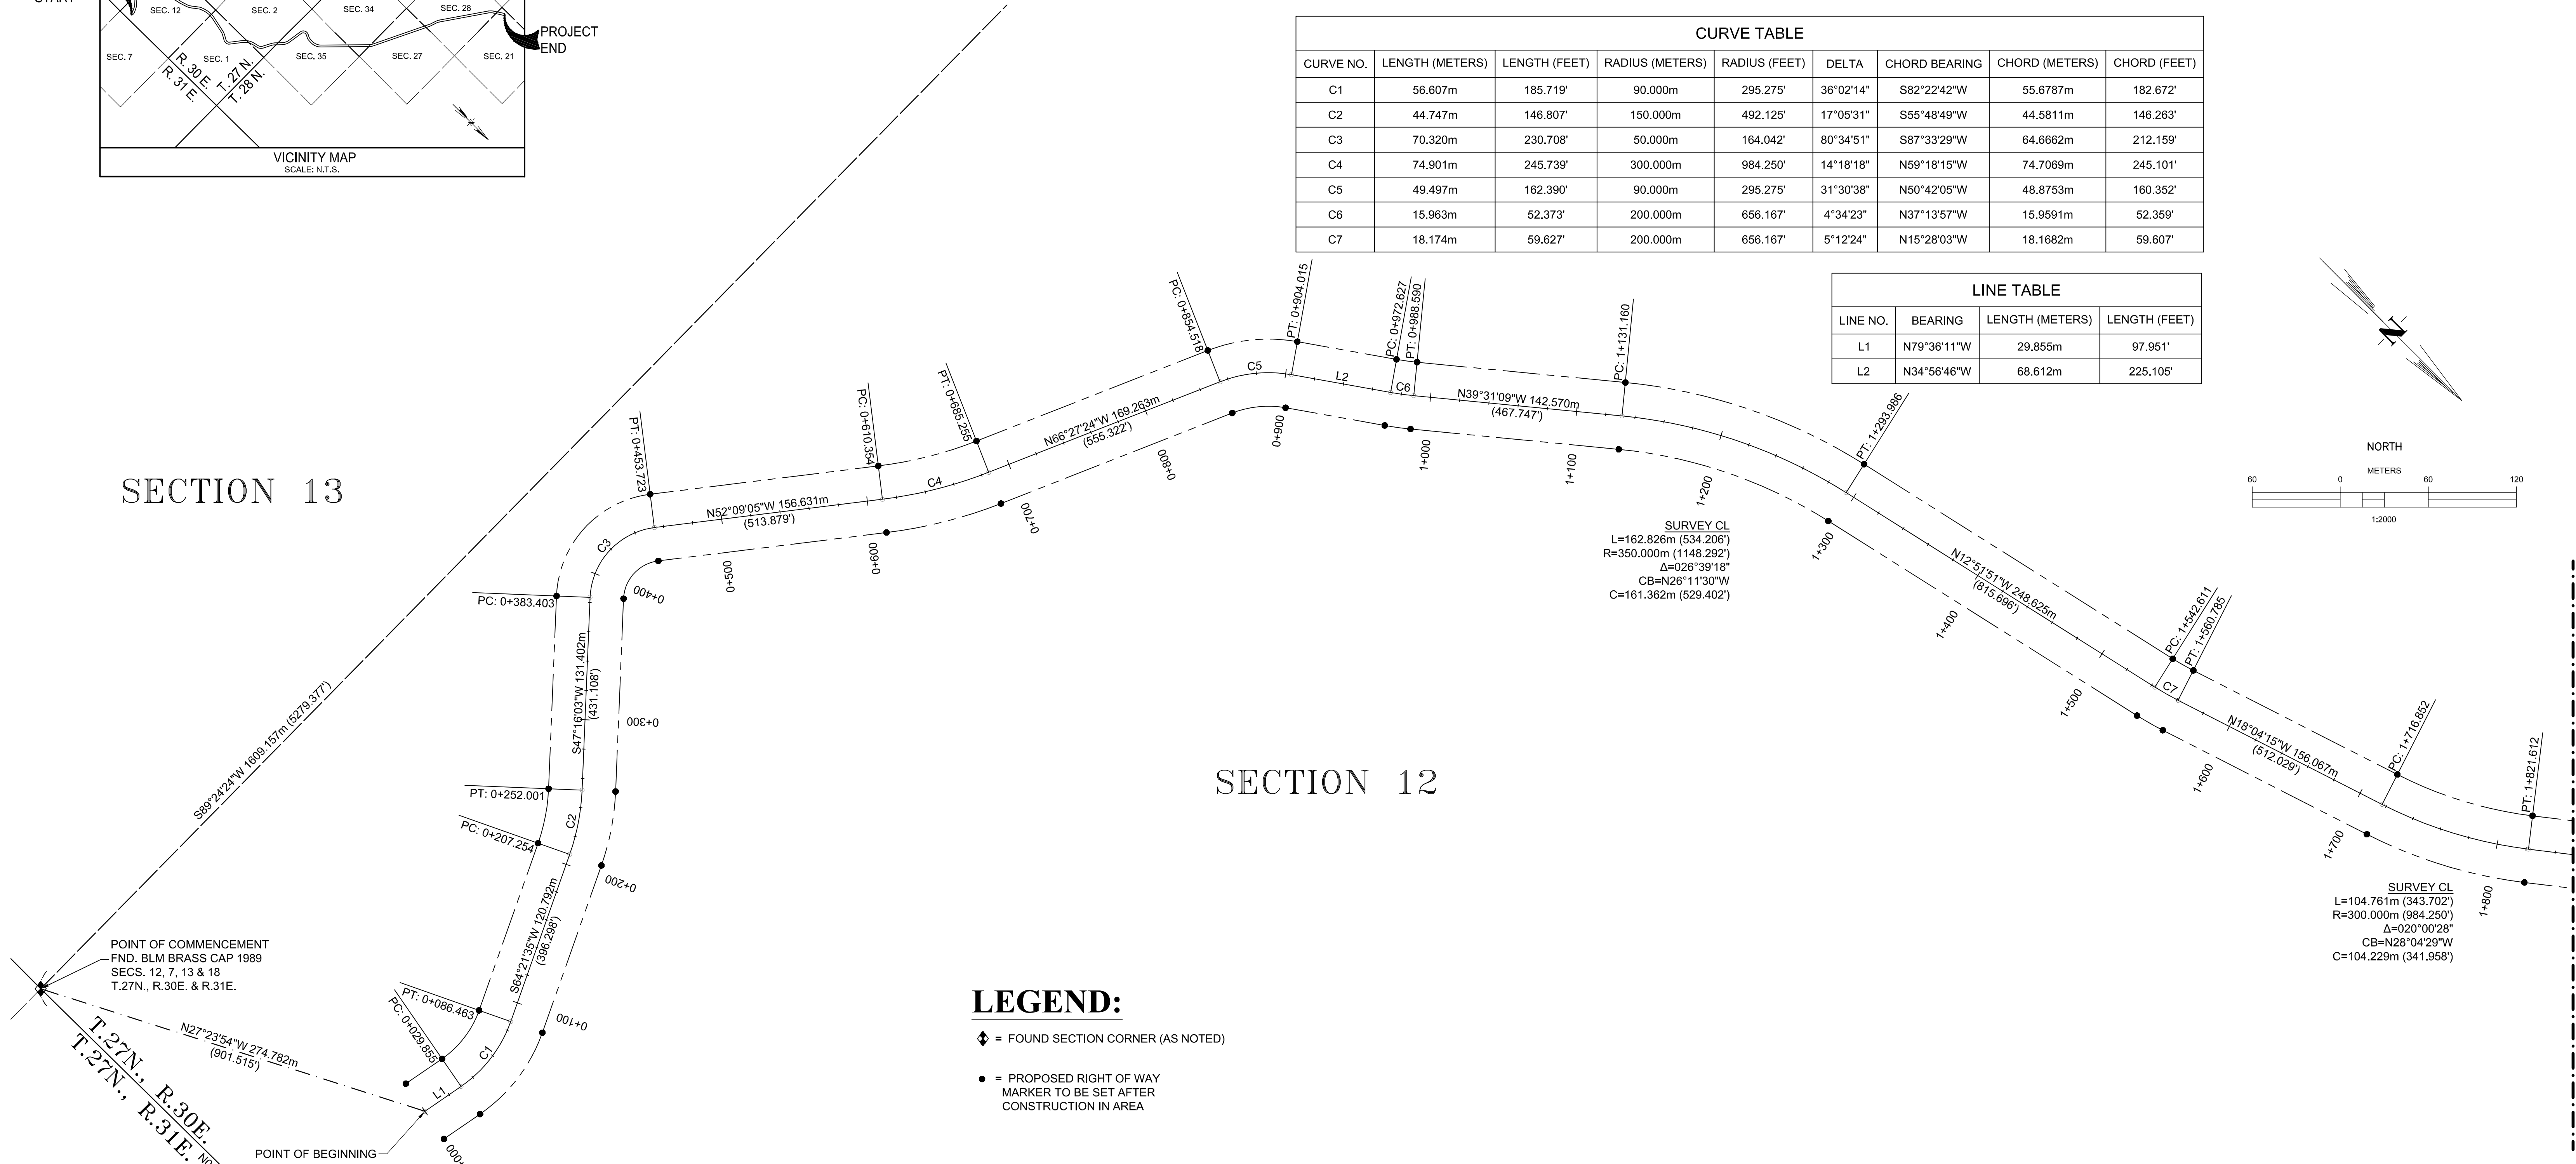 START
SEC. 12
SEC. 2
SEC. 34
SEC. 28
PROJECT
END
SEC. 7
SEC. 1
SEC. 35
SEC. 27
SEC. 21
R. 30 E.
R. 31 E.
T. 27 N.
T. 28 N.
VICINITY MAP
SCALE: N.T.S.
CURVE TABLE
CURVE NO. LENGTH (METERS) LENGTH (FEET) RADIUS (METERS) RADIUS (FEET) DELTA CHORD BEARING CHORD (METERS) CHORD (FEET)
C1 56.607m 185.719' 90.000m 295.275' 36°02'14" S82°22'42"W 55.6787m 182.672'
C2 44.747m 146.807' 150.000m 492.125' 17°05'31" S55°48'49"W 44.5811m 146.263'
C3 70.320m 230.708' 50.000m 164.042' 80°34'51" S87°33'29"W 64.6662m 212.159'
C4 74.901m 245.739' 300.000m 984.250' 14°18'18" N59°18'15"W 74.7069m 245.101'
C5 49.497m 162.390' 90.000m 295.275' 31°30'38" N50°42'05"W 48.8753m 160.352'
C6 15.963m 52.373' 200.000m 656.167' 4°34'23" N37°13'57"W 15.9591m 52.359'
C7 18.174m 59.627' 200.000m 656.167' 5°12'24" N15°28'03"W 18.1682m 59.607'
LINE TABLE
LINE NO. BEARING LENGTH (METERS) LENGTH (FEET)
L1 N79°36'11"W 29.855m 97.951'
L2 N34°56'46"W 68.612m 225.105'
N
NORTH
METERS
60 0 60 120
1:2000
SECTION 13
SECTION 12
PT: 0+453.723
PC: 0+610.354
PT: 0+685.255
PC: 0+854.518
PT: 0+904.015
PC: 0+972.627
PT: 0+988.590
PC: 1+131.160
PT: 1+293.986
PC: 1+542.611
PT: 1+560.785
PC: 1+716.852
PT: 1+821.612
C3
N52°09'05"W 156.631m
(513.879')
C4
N66°27'24"W 169.263m
(555.322')
C5
L2
C6
N39°31'09"W 142.570m
(467.747')
N12°51'51"W 248.625m
(815.696')
C7
N18°04'15"W 156.067m
(512.029')
0+400
0+500
0+600
0+700
0+800
0+900
1+000
1+100
1+200
1+300
1+400
1+500
1+600
1+700
1+800
SURVEY CL
L=162.826m (534.206')
R=350.000m (1148.292')
Δ=026°39'18"
CB=N26°11'30"W
C=161.362m (529.402')
SURVEY CL
L=104.761m (343.702')
R=300.000m (984.250')
Δ=020°00'28"
CB=N28°04'29"W
C=104.229m (341.958')
PC: 0+383.403
S47°16'03"W 131.402m
(431.108')
0+300
PT: 0+252.001
PC: 0+207.254
C2
0+200
S64°21'35"W 120.792m
(396.298')
PT: 0+086.463
PC: 0+029.855
0+100
C1
L1
S89°24'24"W 1609.157m (5279.377')
POINT OF COMMENCEMENT
FND. BLM BRASS CAP 1989
SECS. 12, 7, 13 & 18
T.27N., R.30E. & R.31E.
N27°23'54"W 274.782m
(901.515')
T.27N., R.30E.
T.27N., R.31E.
POINT OF BEGINNING
LEGEND:
= FOUND SECTION CORNER (AS NOTED)
= PROPOSED RIGHT OF WAY
MARKER TO BE SET AFTER
CONSTRUCTION IN AREA